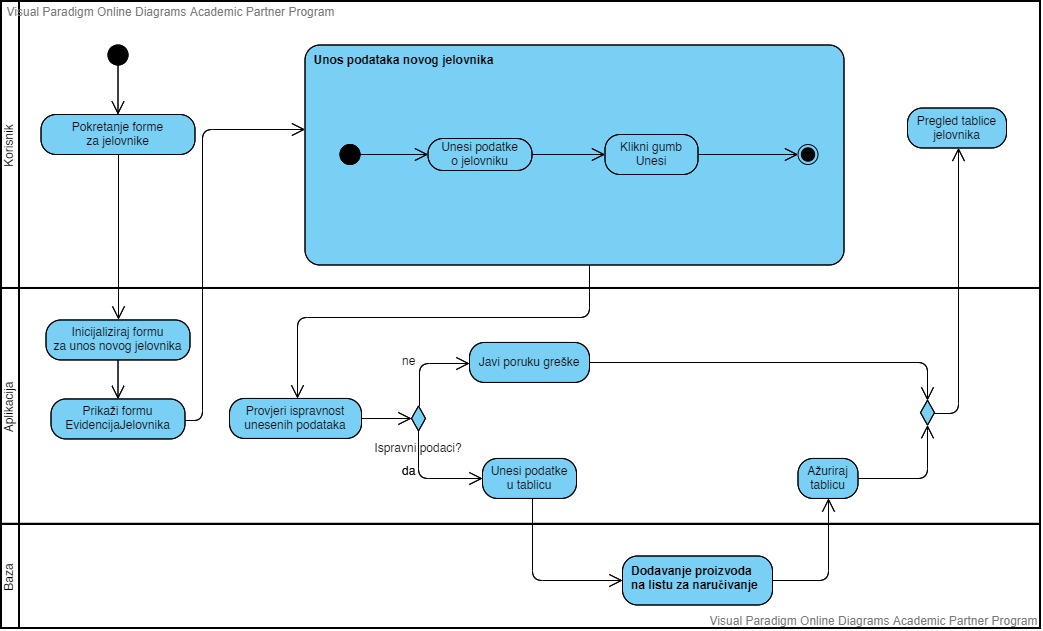 Visual Paradigm Online Diagrams Academic Partner Program
Korisnik
Pokretanje forme
za jelovnike
Unos podataka novog jelovnika
Unesi podatke
o jelovniku
Klikni gumb
Unesi
Pregled tablice
jelovnika
Aplikacija
Inicijaliziraj formu
za unos novog jelovnika
Prikaži formu
EvidencijaJelovnika
Provjeri ispravnost
unesenih podataka
ne
Ispravni podaci?
da
Javi poruku greške
Unesi podatke
u tablicu
Ažuriraj
tablicu
Baza
Dodavanje proizvoda
na listu za naručivanje
Visual Paradigm Online Diagrams Academic Partner Program